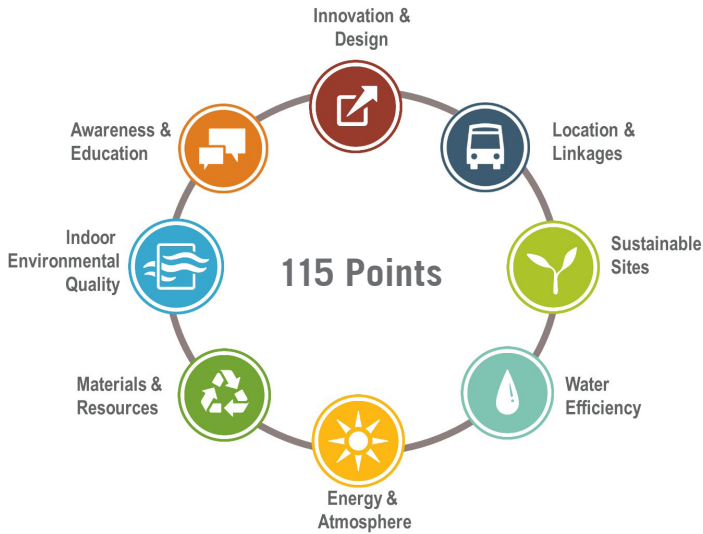 Innovation &
Design
Location &
Linkages
Sustainable
Sites
Water
Efficiency
Energy &
Atmosphere
Materials &
Resources
Indoor
Environmental
Quality
Awareness &
Education
115 Points